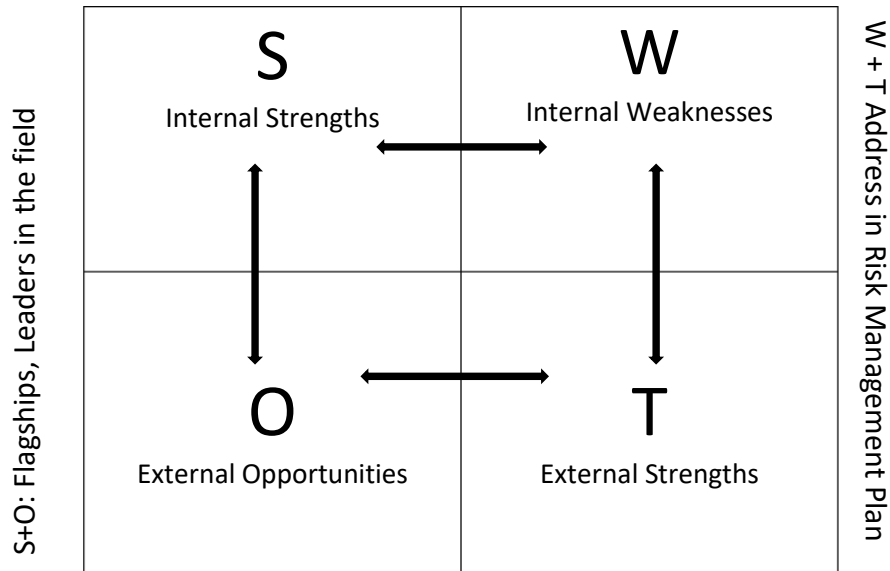 S+O: Flagships, Leaders in the field
S
Internal Strengths
W
Internal Weaknesses
O
External Opportunities
T
External Strengths
W + T Address in Risk Management Plan